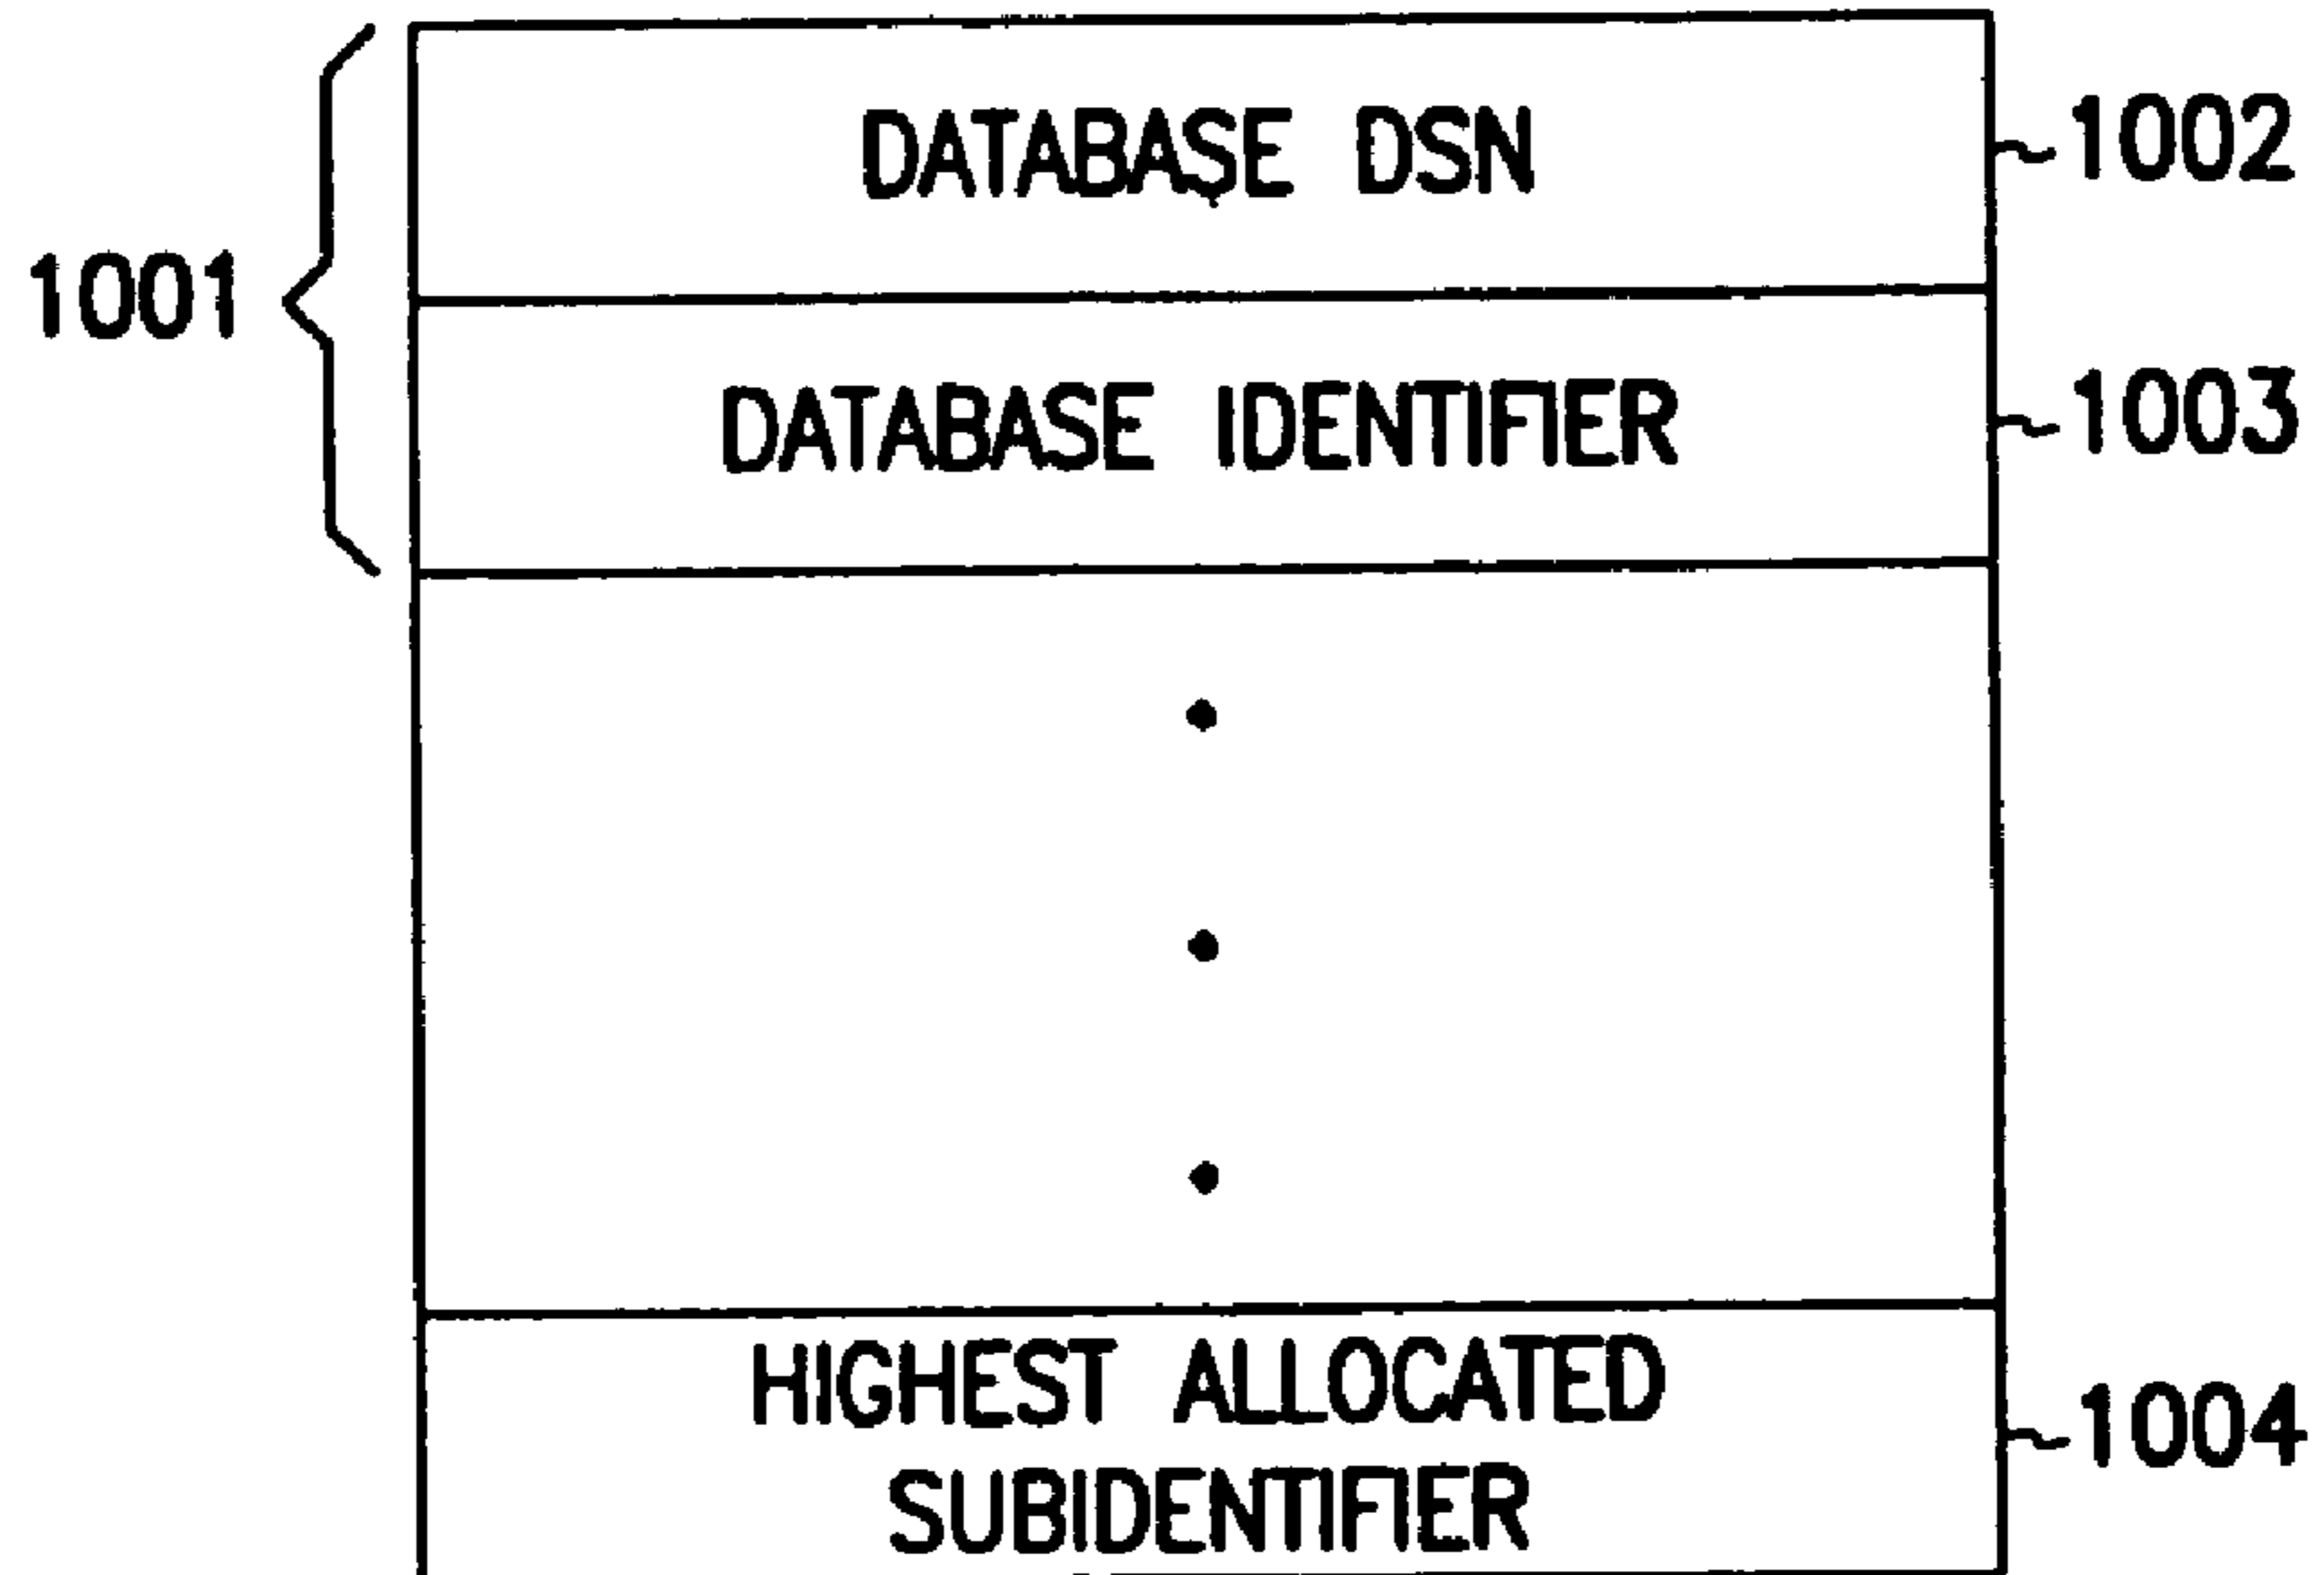 DATABASE DSN
1002
1001
DATABASE IDENTIFIER
1003
HIGHEST ALLOCATED
SUBIDENTIFIER
1004